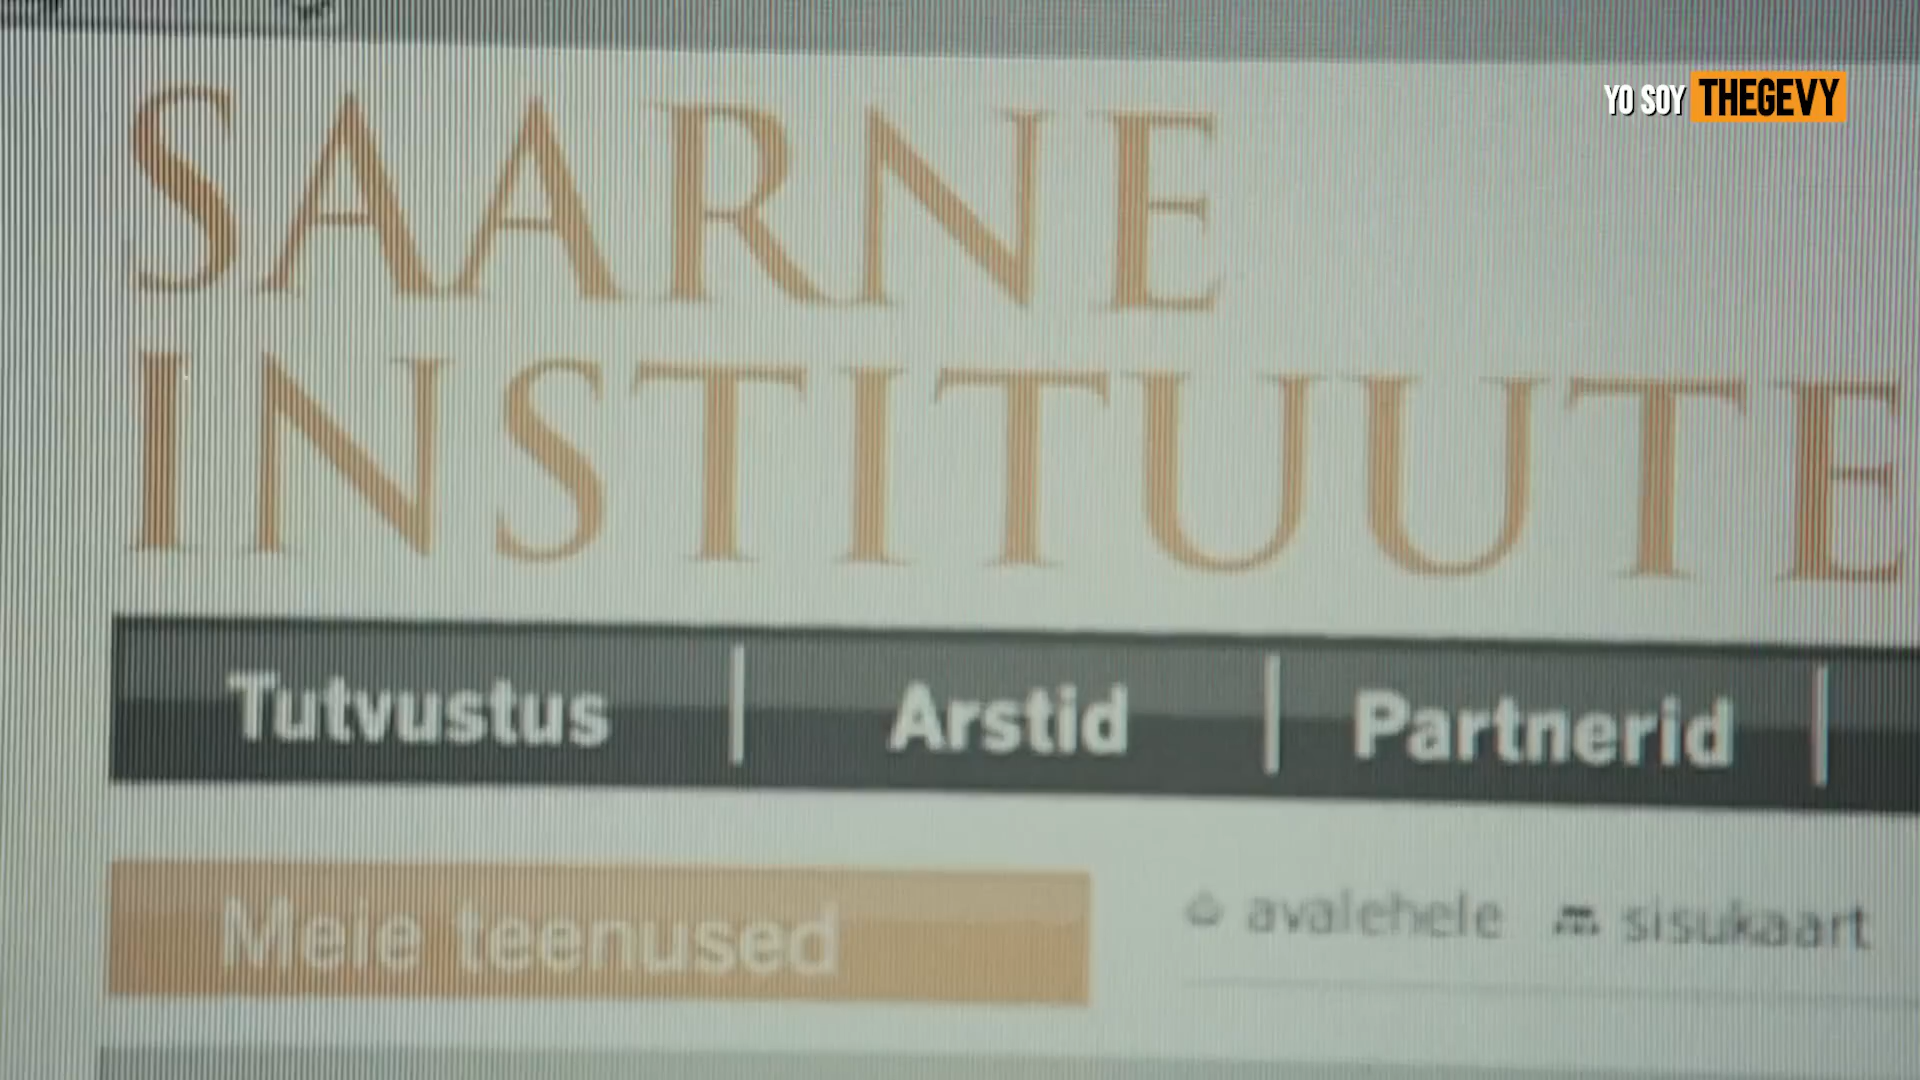 YO SOY THEGEVY
SAARNE
INSTITUUTE
Tutvustus | Arstid | Partnerid |
Meie teenused
avalehele sisukaart